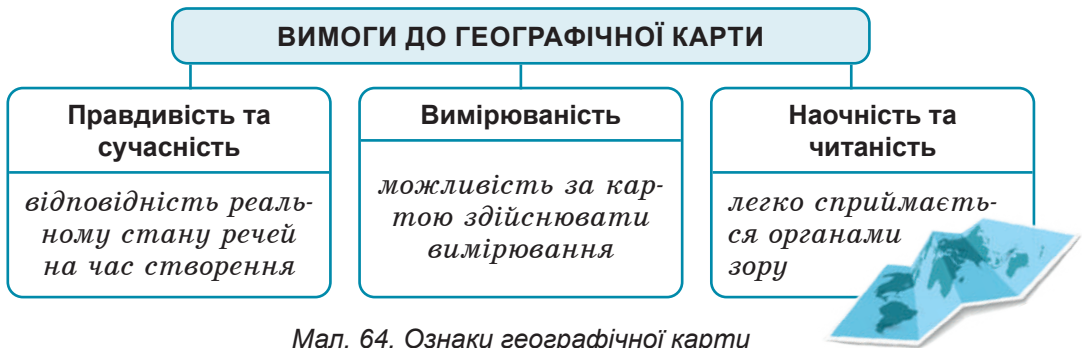 ВИМОГИ ДО ГЕОГРАФІЧНОЇ КАРТИ
Правдивість та
сучасність
відповідність реаль-
ному стану речей
на час створення
Вимірюваність
можливість за кар-
тою здійснювати
вимірювання
Наочність та
читаність
легко сприймаєть-
ся органами
зору
Мал. 64. Ознаки географічної карти